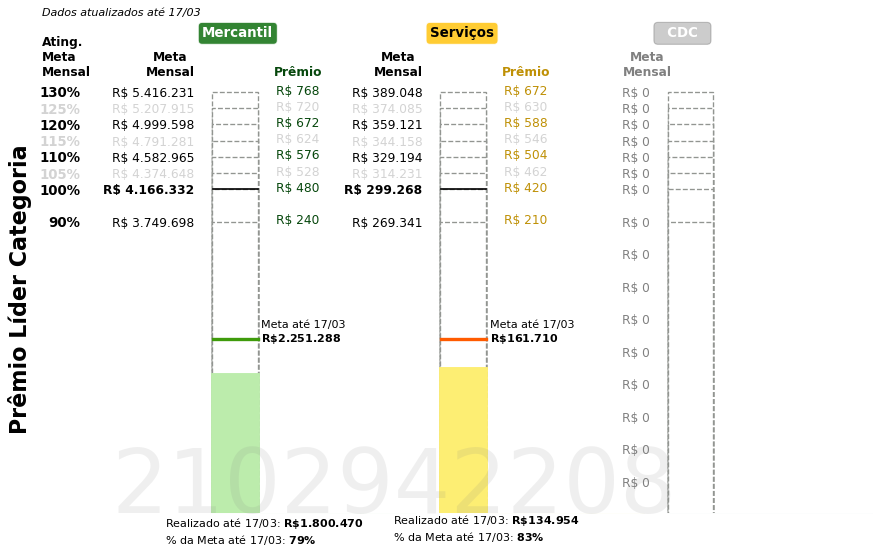 Dados atualizados até 17/03
Mercantil
Serviços
CDC
Ating.
Meta
Mensal
Meta
Mensal
Prêmio
Meta
Mensal
Prêmio
Meta
Mensal
130% R$ 5.416.231 R$ 768 R$ 389.048 R$ 672 R$ 0
125% R$ 5.207.915 R$ 720 R$ 374.085 R$ 630 R$ 0
120% R$ 4.999.598 R$ 672 R$ 359.121 R$ 588 R$ 0
115% R$ 4.791.281 R$ 624 R$ 344.158 R$ 546 R$ 0
110% R$ 4.582.965 R$ 576 R$ 329.194 R$ 504 R$ 0
105% R$ 4.374.648 R$ 528 R$ 314.231 R$ 462 R$ 0
100% R$ 4.166.332 R$ 480 R$ 299.268 R$ 420 R$ 0
90% R$ 3.749.698 R$ 240 R$ 269.341 R$ 210 R$ 0
R$ 0
R$ 0
R$ 0
R$ 0
R$ 0
R$ 0
R$ 0
R$ 0
Prêmio Líder Categoria
Meta até 17/03
R$2.251.288
Meta até 17/03
R$161.710
2102942208
Realizado até 17/03: R$1.800.470
% da Meta até 17/03: 79%
Realizado até 17/03: R$134.954
% da Meta até 17/03: 83%